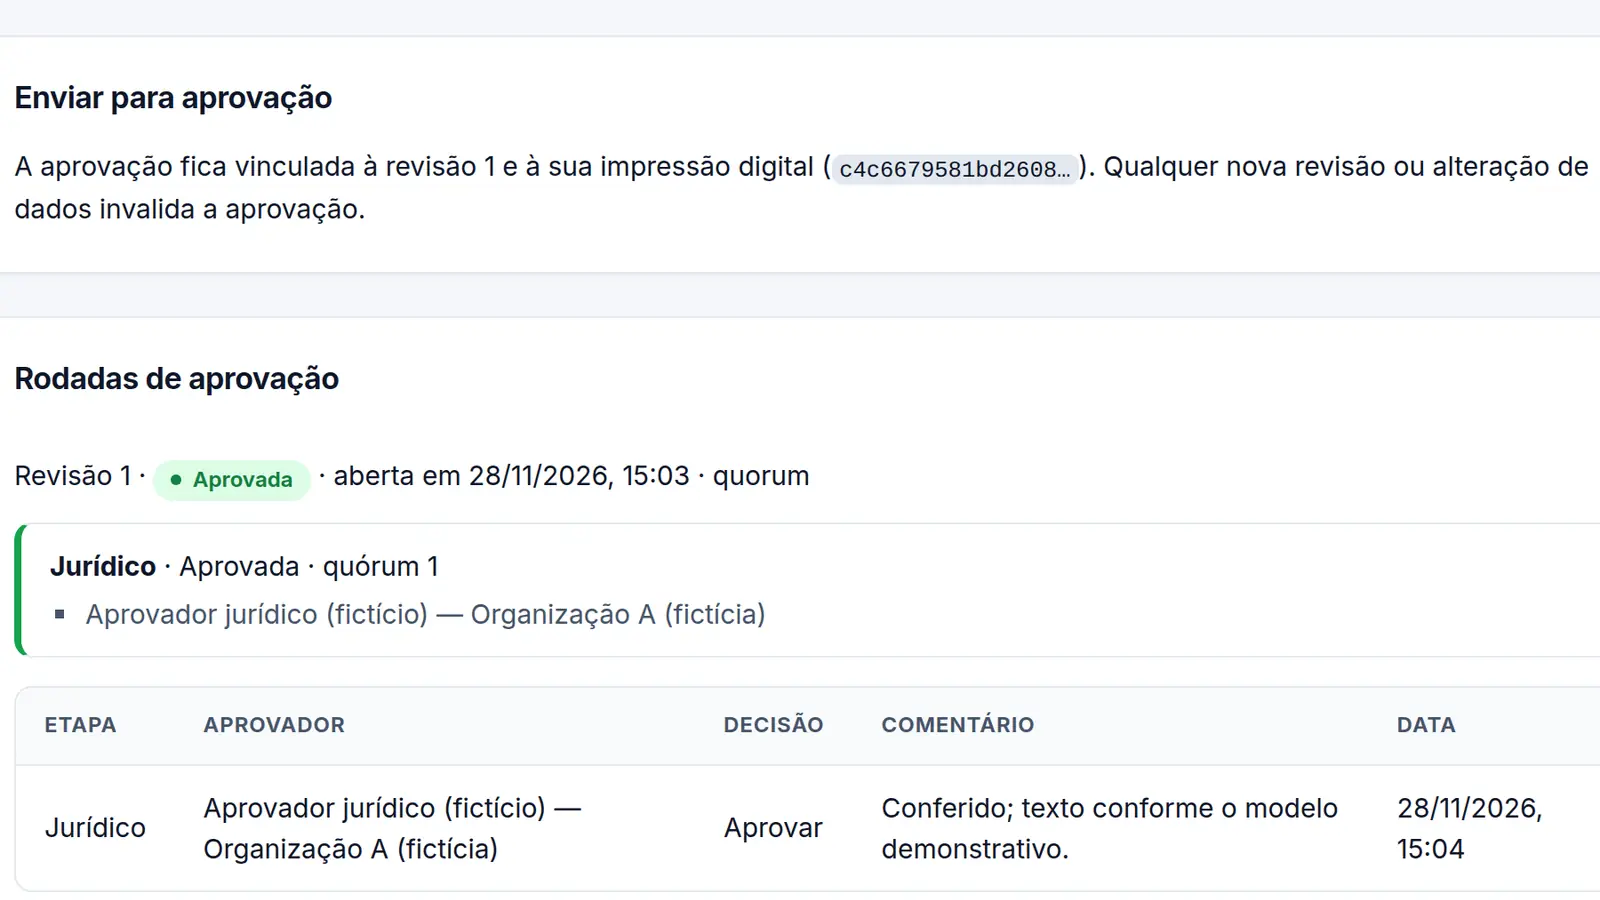 Enviar para aprovação
A aprovação fica vinculada à revisão 1 e à sua impressão digital (c4c6679581bd2608…). Qualquer nova revisão ou alteração de
dados invalida a aprovação.
Rodadas de aprovação
Revisão 1 · Aprovada · aberta em 28/11/2026, 15:03 · quorum
Jurídico · Aprovada · quórum 1
Aprovador jurídico (fictício) — Organização A (fictícia)
ETAPA APROVADOR DECISÃO COMENTÁRIO DATA
Jurídico Aprovador jurídico (fictício) — Aprovar Conferido; texto conforme o modelo 28/11/2026,
Organização A (fictícia) demonstrativo. 15:04